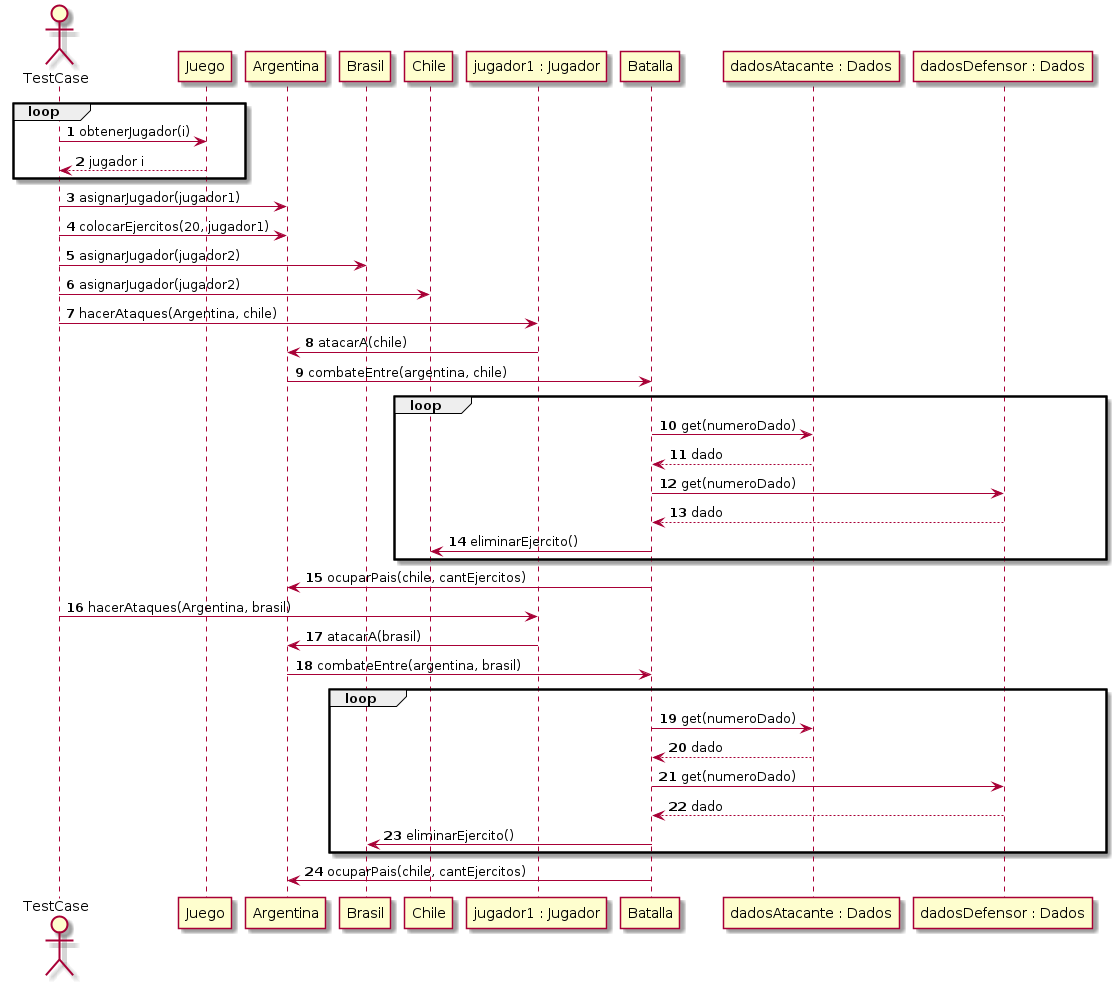 TestCase
Juego
Argentina
Brasil
Chile
jugador1 : Jugador
Batalla
dadosAtacante : Dados
dadosDefensor : Dados
loop
1 obtenerJugador(i)
2 jugador i
3 asignarJugador(jugador1)
4 colocarEjercitos(20, jugador1)
5 asignarJugador(jugador2)
6 asignarJugador(jugador2)
7 hacerAtaques(Argentina, chile)
8 atacarA(chile)
9 combateEntre(argentina, chile)
loop
10 get(numeroDado)
11 dado
12 get(numeroDado)
13 dado
14 eliminarEjercito()
15 ocuparPais(chile, cantEjercitos)
16 hacerAtaques(Argentina, brasil)
17 atacarA(brasil)
18 combateEntre(argentina, brasil)
loop
19 get(numeroDado)
20 dado
21 get(numeroDado)
22 dado
23 eliminarEjercito()
24 ocuparPais(chile, cantEjercitos)
TestCase
Juego
Argentina
Brasil
Chile
jugador1 : Jugador
Batalla
dadosAtacante : Dados
dadosDefensor : Dados